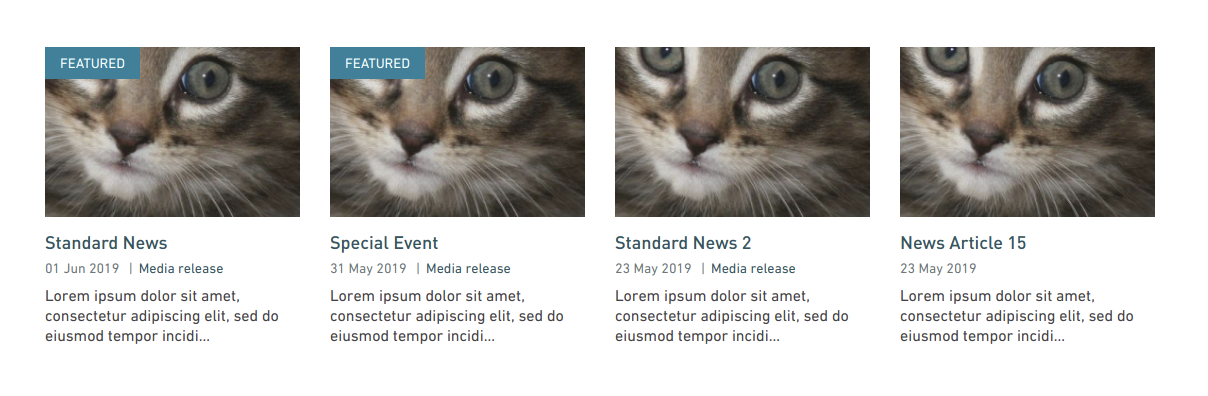 FEATURED
Standard News
01 Jun 2019 | Media release
Lorem ipsum dolor sit amet,
consectetur adipiscing elit, sed do
eiusmod tempor incidi...
FEATURED
Special Event
31 May 2019 | Media release
Lorem ipsum dolor sit amet,
consectetur adipiscing elit, sed do
eiusmod tempor incidi...
Standard News 2
23 May 2019 | Media release
Lorem ipsum dolor sit amet,
consectetur adipiscing elit, sed do
eiusmod tempor incidi...
News Article 15
23 May 2019
Lorem ipsum dolor sit amet,
consectetur adipiscing elit, sed do
eiusmod tempor incidi...